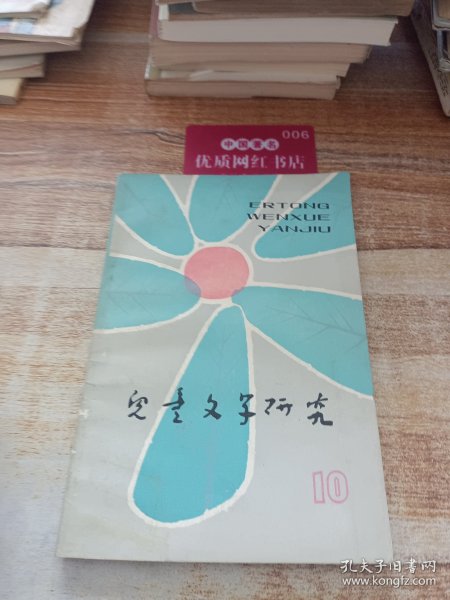 006
中国著名
优质网红书店
ERTONG
WENXUE
YANJIU
兒童文学研究
10
孔夫子旧书网
www.kongfz.com